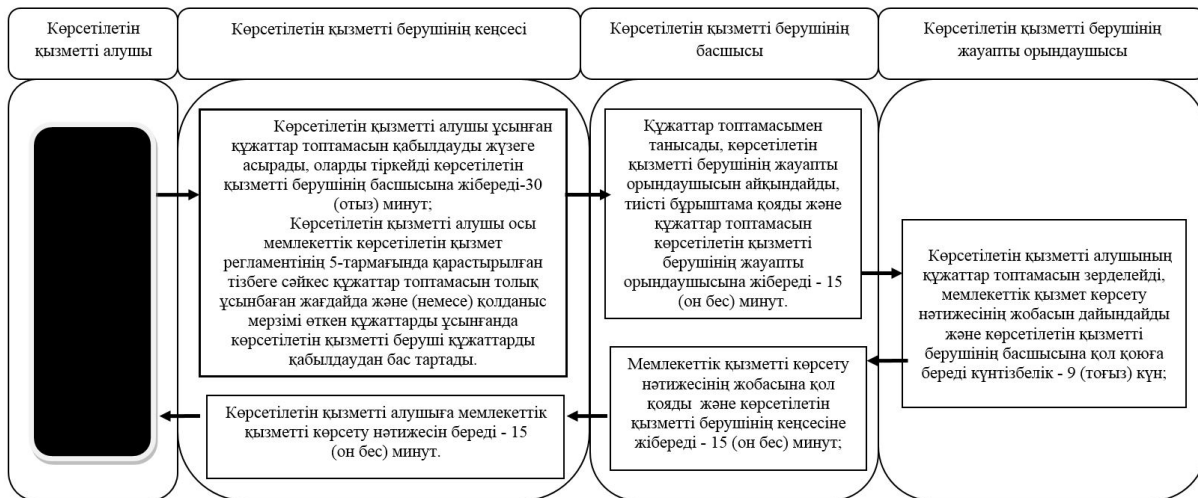 Көрсетілетін
қызметті алушы
Көрсетілетін қызметті берушінің кеңсесі
Көрсетілетін қызметті берушінің
басшысы
Көрсетілетін қызметті берушінің
жауапты орындаушысы
Көрсетілетін қызметті алушы ұсынған
құжаттар топтамасын қабылдауды жүзеге
асырады, оларды тіркейді көрсетілетін
қызметті берушінің басшысына жібереді-30
(отыз) минут;
Көрсетілетін қызметті алушы осы
мемлекеттік көрсетілетін қызмет
регламентінің 5-тармағында қарастырылған
тізбеге сәйкес құжаттар топтамасын толық
ұсынбаған жағдайда және (немесе) қолданыс
мерзімі өткен құжаттарды ұсынғанда
көрсетілетін қызметті беруші құжаттарды
қабылдаудан бас тартады.
Құжаттар топтамасымен
танысады, көрсетілетін
қызметті берушінің жауапты
орындаушысын айқындайды,
тиісті бұрыштама қояды және
құжаттар топтамасын
көрсетілетін қызметті
берушінің жауапты
орындаушысына жібереді - 15
(он бес) минут.
Көрсетілетін қызметті алушының
құжаттар топтамасын зерделейді,
мемлекеттік қызмет көрсету
нәтижесінің жобасын дайындайды
және көрсетілетін қызметті
берушінің басшысына қол қоюға
береді күнтізбелік - 9 (тоғыз) күн;
Мемлекеттік қызметті көрсету
нәтижесінің жобасына қол
қояды және көрсетілетін
қызметті берушінің кеңсесіне
жібереді - 15 (он бес) минут;
Көрсетілетін қызметті алушыға мемлекеттік
қызметті көрсету нәтижесін береді - 15
(он бес) минут.